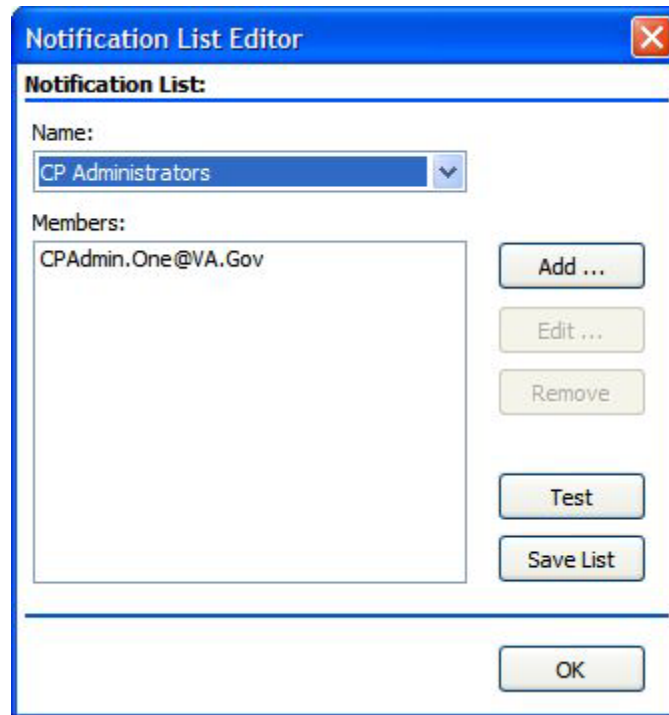 Notification List Editor
Notification List:
Name:
CP Administrators
Members:
CPAdmin.One@VA.Gov
Add ...
Edit ...
Remove
Test
Save List
OK